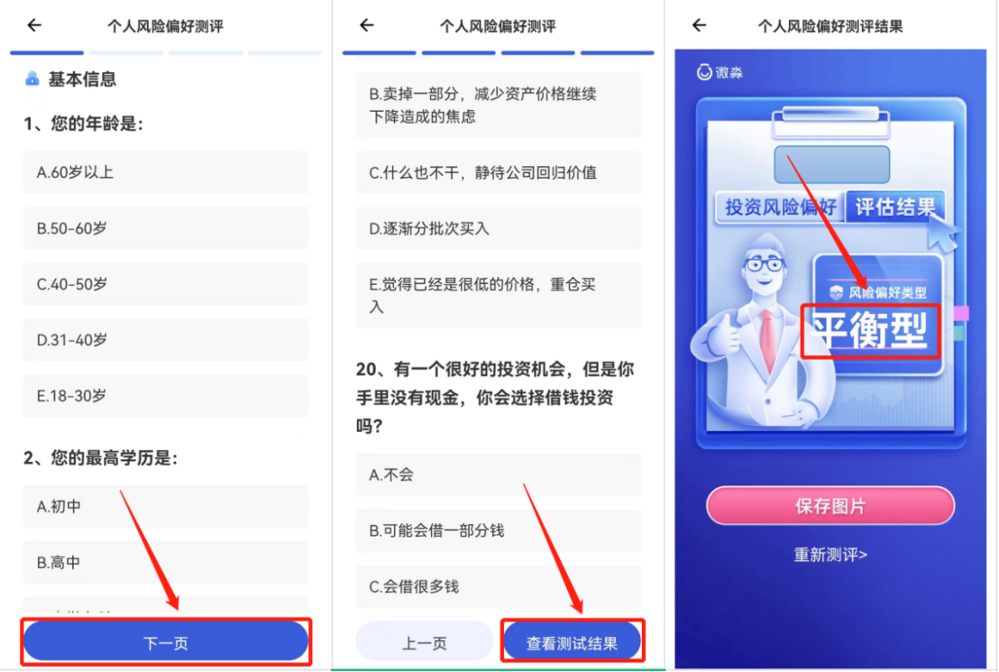 个人风险偏好测评
基本信息
1、您的年龄是：
A.60岁以上
B.50-60岁
C.40-50岁
D.31-40岁
E.18-30岁
2、您的最高学历是：
A.初中
B.高中
下一页
个人风险偏好测评
B.卖掉一部分，减少资产价格继续
下降造成的焦虑
C.什么也不干，静待公司回归价值
D.逐渐分批次买入
E.觉得已经是很低的价格，重仓买
入
20、有一个很好的投资机会，但是你
手里没有现金，你会选择借钱投资
吗？
A.不会
B.可能会借一部分钱
C.会借很多钱
上一页
查看测试结果
个人风险偏好测评结果
微淼
投资风险偏好 评估结果
风险偏好类型
平衡型
保存图片
重新测评>